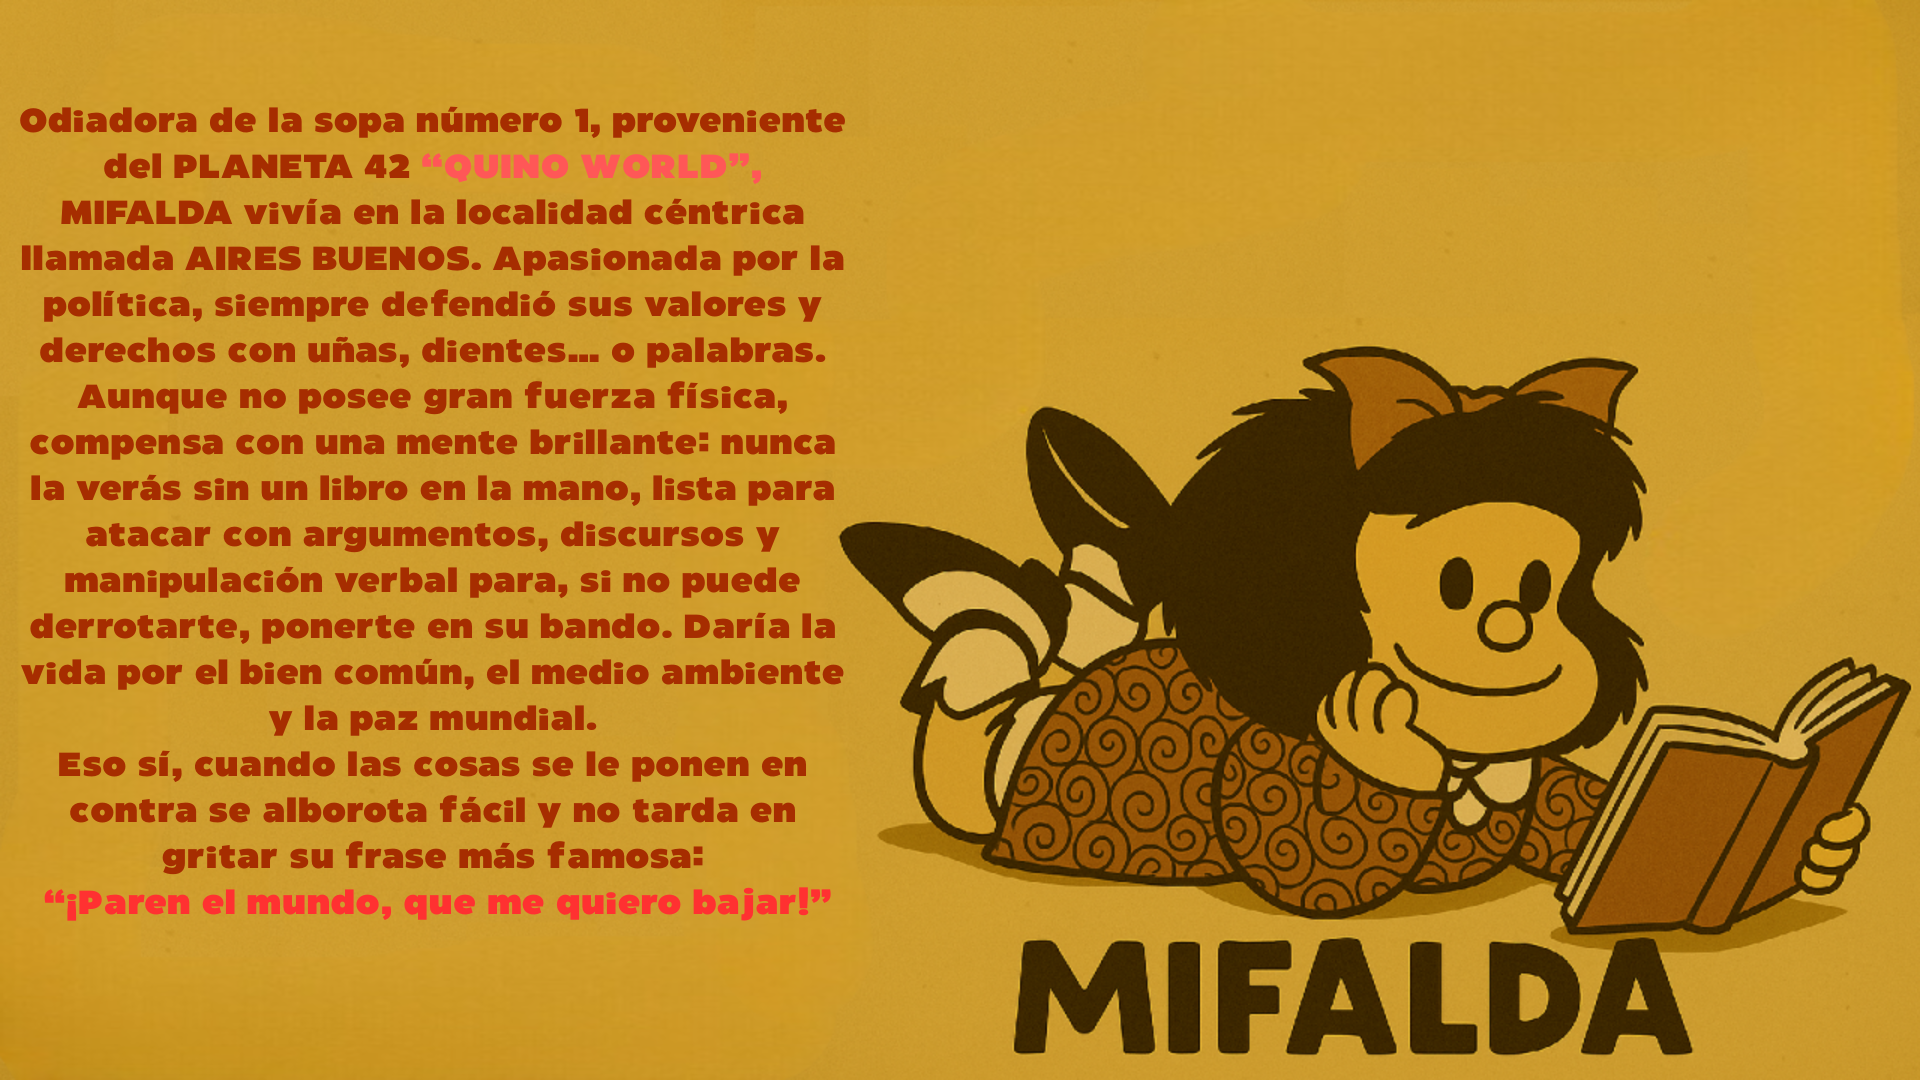 Odiadora de la sopa número 1, proveniente
del PLANETA 42 “QUINO WORLD”,
MIFALDA vivía en la localidad céntrica
llamada AIRES BUENOS. Apasionada por la
política, siempre defendió sus valores y
derechos con uñas, dientes... o palabras.
Aunque no posee gran fuerza física,
compensa con una mente brillante: nunca
la verás sin un libro en la mano, lista para
atacar con argumentos, discursos y
manipulación verbal para, si no puede
derrotarte, ponerte en su bando. Daría la
vida por el bien común, el medio ambiente
y la paz mundial.
Eso sí, cuando las cosas se le ponen en
contra se alborota fácil y no tarda en
gritar su frase más famosa:
“¡Paren el mundo, que me quiero bajar!”
MIFALDA